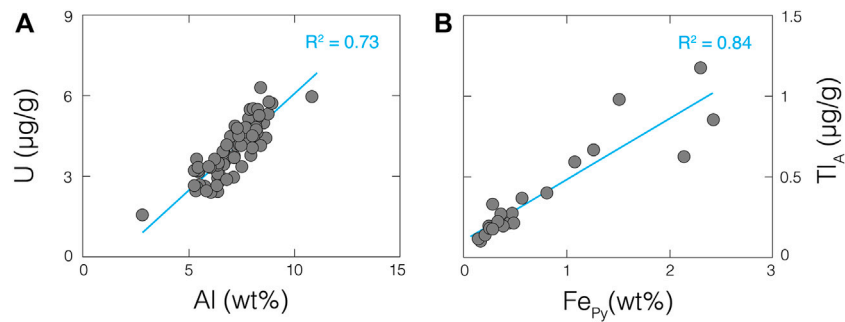 A
B
9
6
3
0
U (µg/g)
R² = 0.73
0
5
10
15
Al (wt%)
R² = 0.84
1.5
1
0.5
0
Tl_A (µg/g)
0
1
2
3
Fe_Py(wt%)